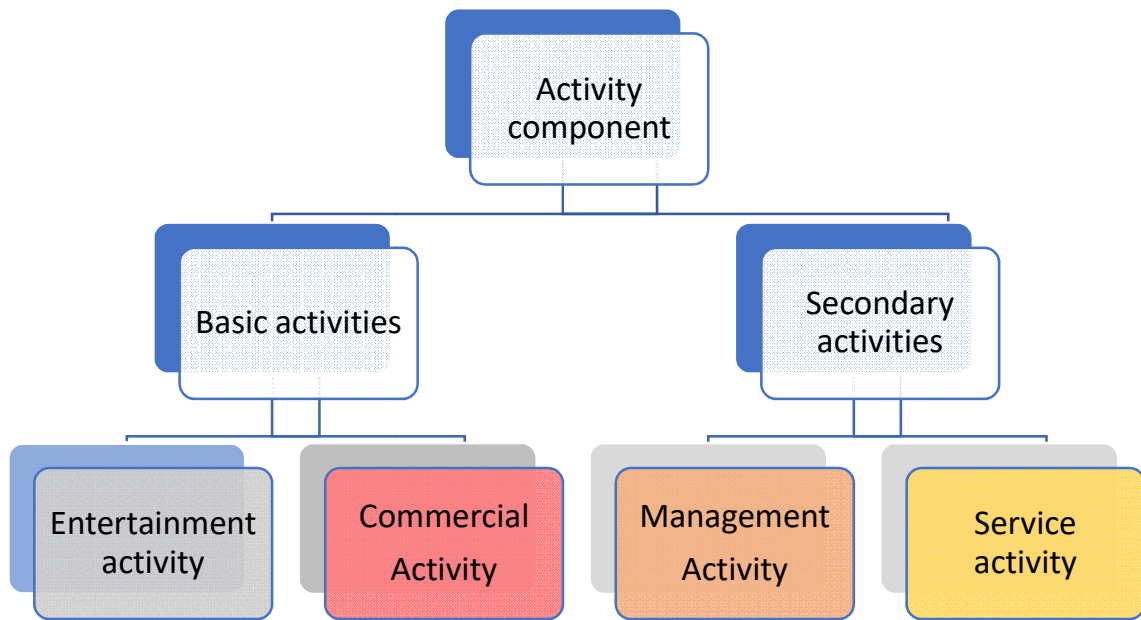 Activity
component
Basic activities
Secondary
activities
Entertainment
activity
Commercial
Activity
Management
Activity
Service
activity